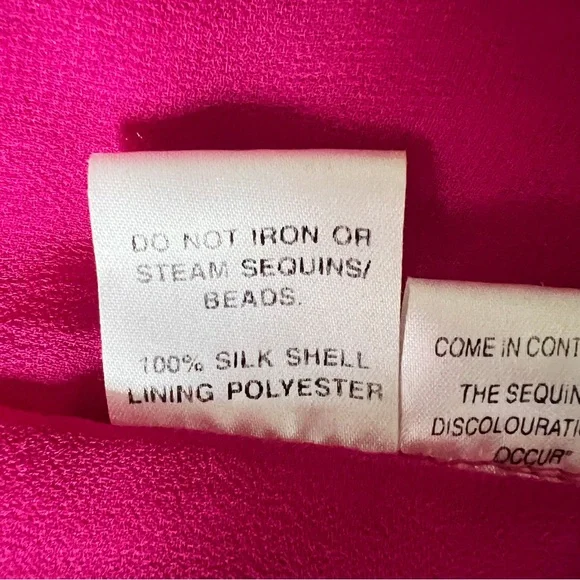 DO NOT IRON OR
STEAM SEQUINS/
BEADS.
100% SILK SHELL
LINING POLYESTER
COME IN CONT
THE SEQUIN
DISCOLOURATI
OCCUR"